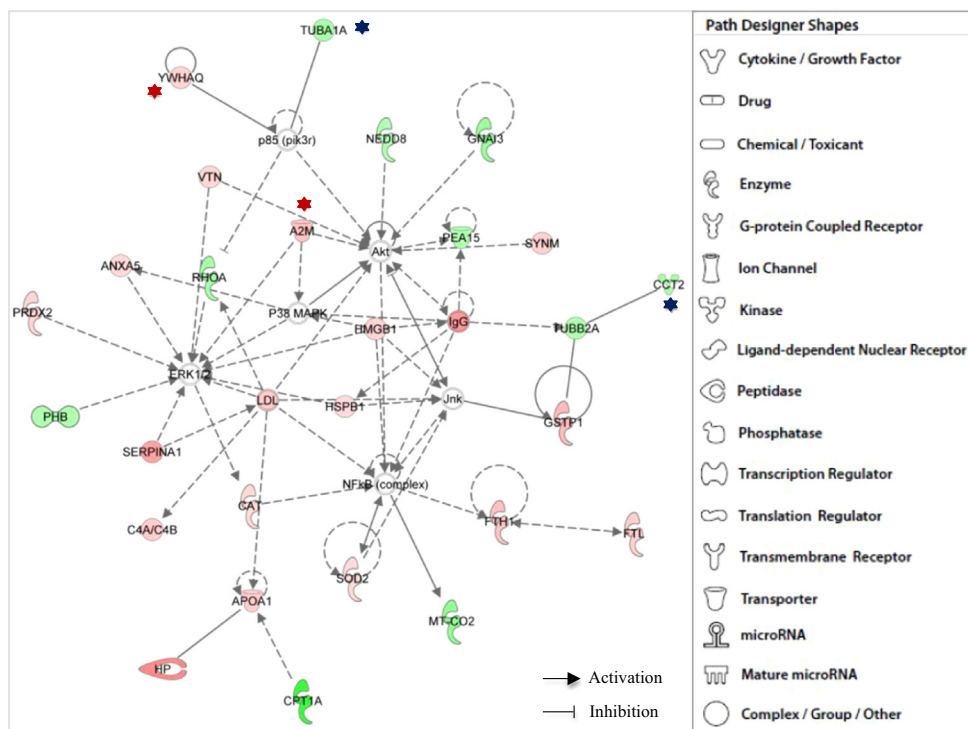 TUBA1A
YWHAQ
p85 (pik3r)
NEDD8
GNAI3
VTN
A2M
Akt
PEA15
SYNM
ANXA5
RHOA
CCT2
PRDX2
P38 MAPK
HMGB1
IgG
TUBB2A
ERK1/2
LDL
HSPB1
Jnk
PHB
GSTP1
SERPINA1
NFkB (complex)
CAT
C4A/C4B
FTH1
FTL
SOD2
APOA1
MT-CO2
HP
CPT1A
Activation
Inhibition
Path Designer Shapes
Cytokine / Growth Factor
Drug
Chemical / Toxicant
Enzyme
G-protein Coupled Receptor
Ion Channel
Kinase
Ligand-dependent Nuclear Receptor
Peptidase
Phosphatase
Transcription Regulator
Translation Regulator
Transmembrane Receptor
Transporter
microRNA
Mature microRNA
Complex / Group / Other